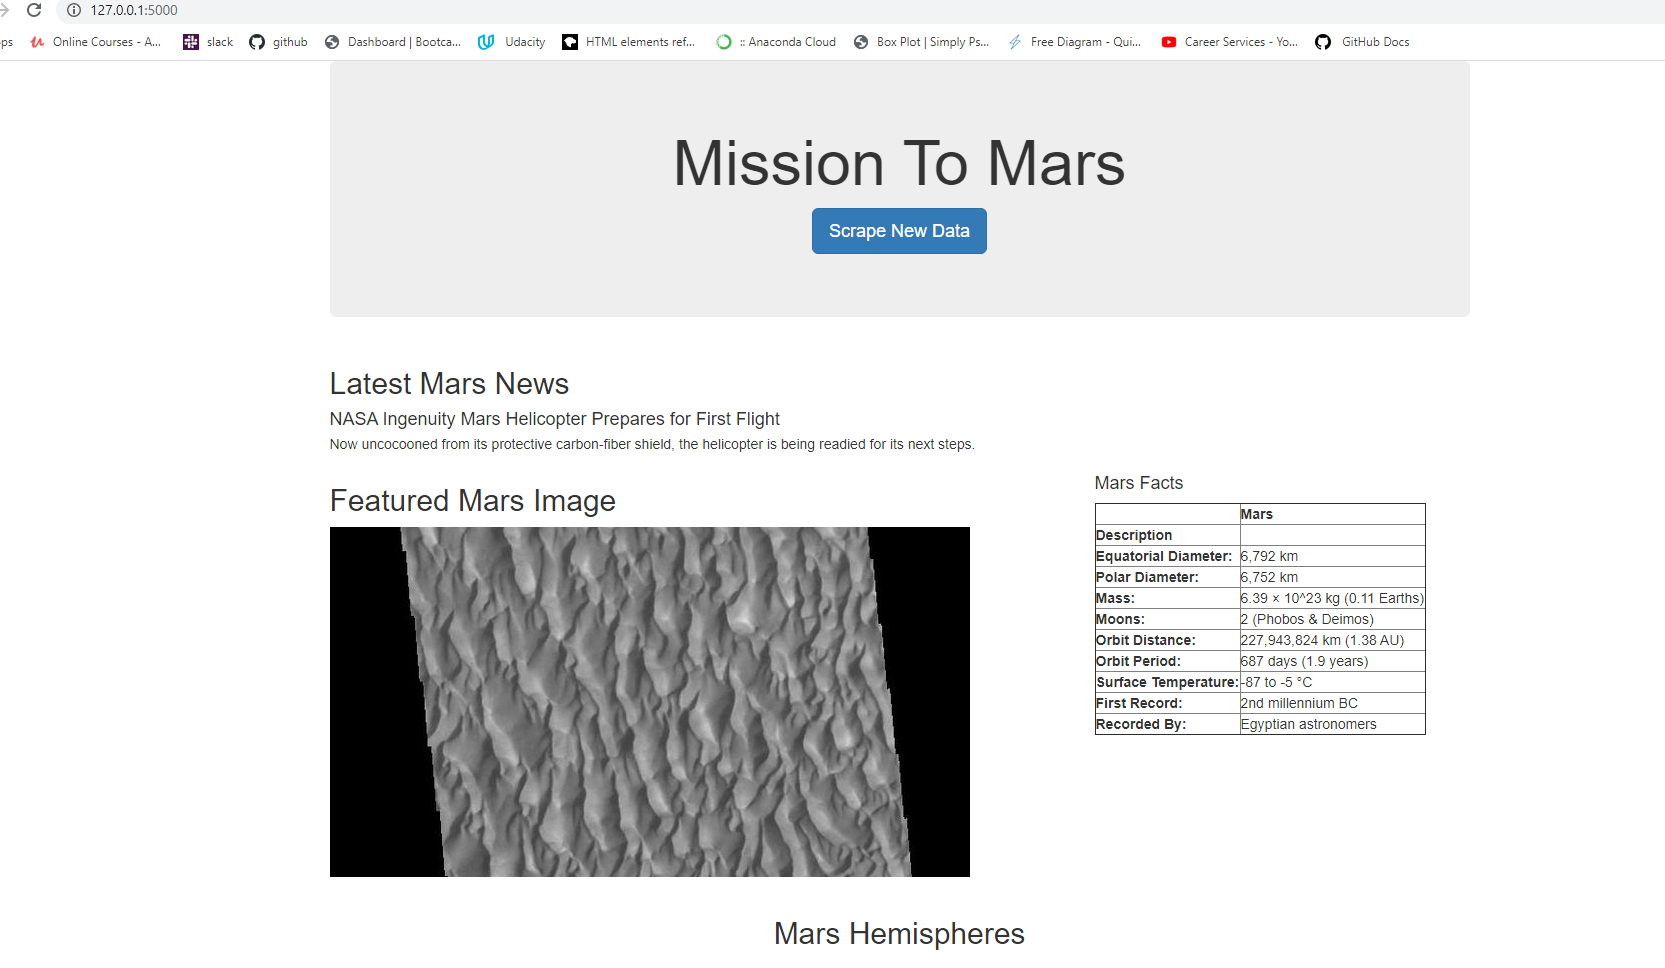 127.0.0.1:5000
ps Online Courses - A... slack github Dashboard | Bootca... Udacity HTML elements ref... :: Anaconda Cloud Box Plot | Simply Ps... Free Diagram - Qui... Career Services - Yo... GitHub Docs
Mission To Mars
Scrape New Data
Latest Mars News
NASA Ingenuity Mars Helicopter Prepares for First Flight
Now uncocooned from its protective carbon-fiber shield, the helicopter is being readied for its next steps.
Featured Mars Image
Mars Facts
Mars
Description
Equatorial Diameter: 6,792 km
Polar Diameter: 6,752 km
Mass: 6.39 × 10^23 kg (0.11 Earths)
Moons: 2 (Phobos & Deimos)
Orbit Distance: 227,943,824 km (1.38 AU)
Orbit Period: 687 days (1.9 years)
Surface Temperature: -87 to -5 °C
First Record: 2nd millennium BC
Recorded By: Egyptian astronomers
Mars Hemispheres